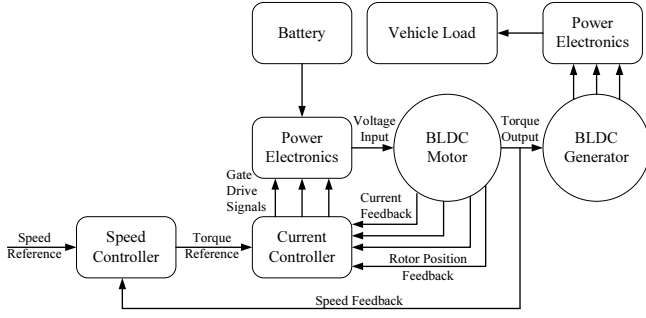 Battery
Vehicle Load
Power
Electronics
Power
Electronics
Voltage
Input
BLDC
Motor
Torque
Output
BLDC
Generator
Gate
Drive
Signals
Current
Feedback
Speed
Reference
Speed
Controller
Torque
Reference
Current
Controller
Rotor Position
Feedback
Speed Feedback